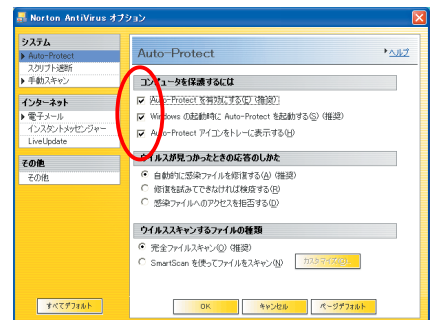 Norton AntiVirus オプション
システム
Auto-Protect
スクリプト遮断
手動スキャン
インターネット
電子メール
インスタントメッセンジャー
LiveUpdate
その他
その他
Auto-Protect
ヘルプ
コンピュータを保護するには
Auto-Protect を有効にする(E) (推奨)
Windows の起動時に Auto-Protect を起動する(S) (推奨)
Auto-Protect アイコンをトレーに表示する(H)
ウイルスが見つかったときの応答のしかた
自動的に感染ファイルを修復する(A) (推奨)
修復を試みてできなければ検疫する(R)
感染ファイルへのアクセスを拒否する(D)
ウイルススキャンするファイルの種類
完全ファイルスキャン(O) (推奨)
SmartScan を使ってファイルをスキャン(N)
カスタマイズ(Z)...
すべてデフォルト
OK
キャンセル
ページデフォルト